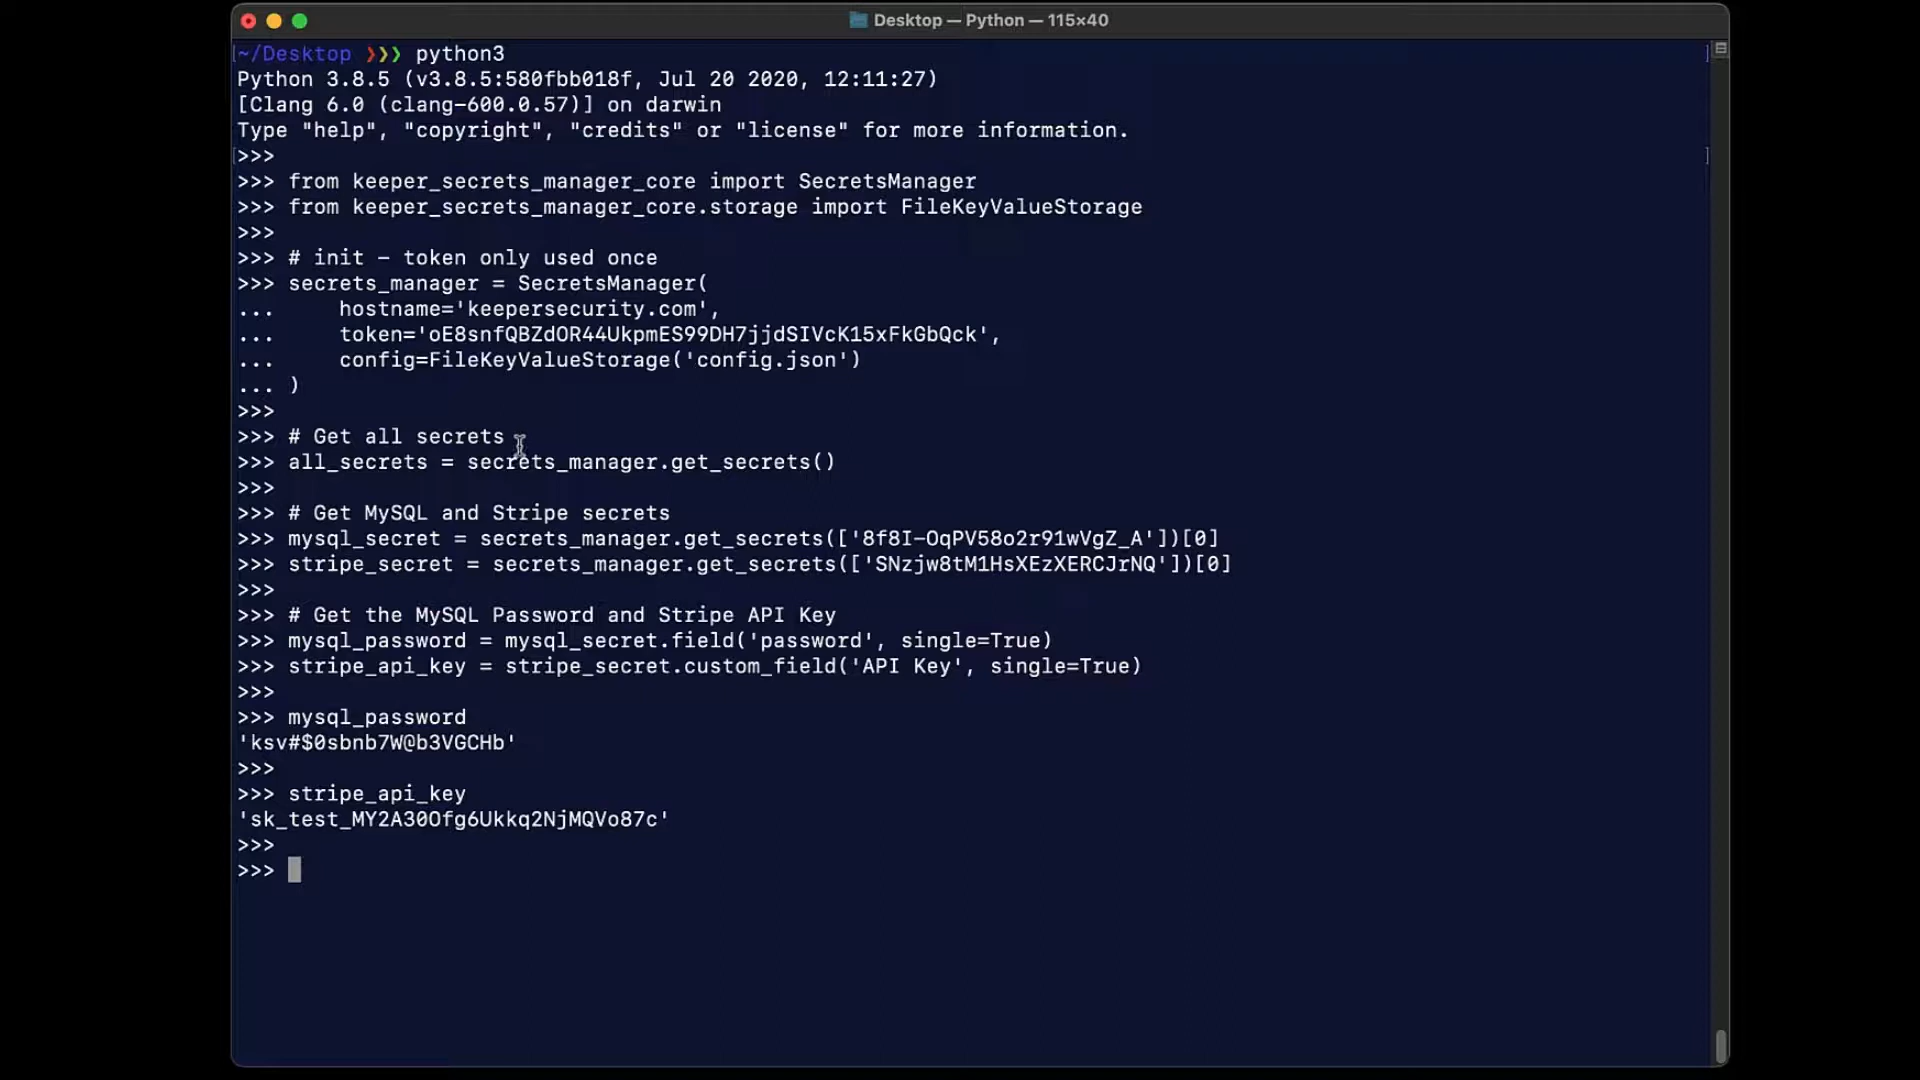 Desktop — Python — 115×40
~/Desktop ❯❯❯ python3
Python 3.8.5 (v3.8.5:580fbb018f, Jul 20 2020, 12:11:27)
[Clang 6.0 (clang-600.0.57)] on darwin
Type "help", "copyright", "credits" or "license" for more information.
>>>
>>> from keeper_secrets_manager_core import SecretsManager
>>> from keeper_secrets_manager_core.storage import FileKeyValueStorage
>>>
>>> # init – token only used once
>>> secrets_manager = SecretsManager(
...     hostname='keepersecurity.com',
...     token='oE8snfQBZdOR44UkpmES99DH7jjdSIVcK15xFkGbQck',
...     config=FileKeyValueStorage('config.json')
... )
>>>
>>> # Get all secrets
>>> all_secrets = secrets_manager.get_secrets()
>>>
>>> # Get MySQL and Stripe secrets
>>> mysql_secret = secrets_manager.get_secrets(['8f8I-OqPV58o2r91wVgZ_A'])[0]
>>> stripe_secret = secrets_manager.get_secrets(['SNzjw8tM1HsXEzXERCJrNQ'])[0]
>>>
>>> # Get the MySQL Password and Stripe API Key
>>> mysql_password = mysql_secret.field('password', single=True)
>>> stripe_api_key = stripe_secret.custom_field('API Key', single=True)
>>>
>>> mysql_password
'ksv#$0sbnb7W@b3VGCHb'
>>>
>>> stripe_api_key
'sk_test_MY2A30Ofg6Ukkq2NjMQVo87c'
>>>
>>>